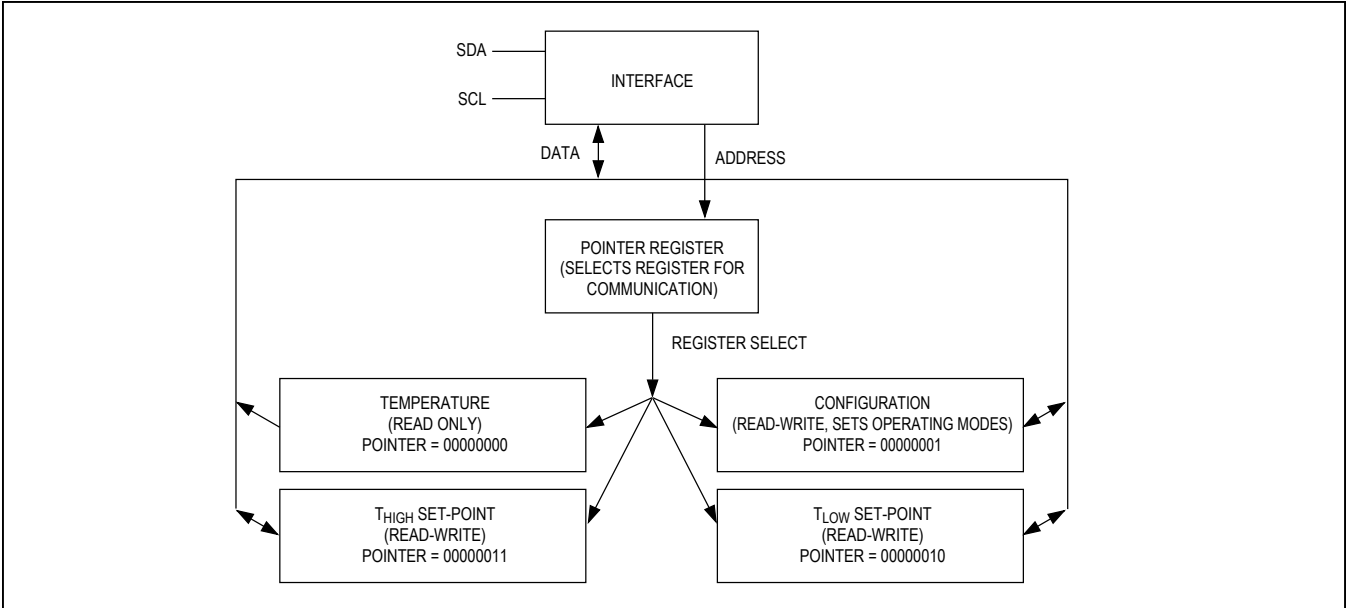 SDA
INTERFACE
SCL
DATA
ADDRESS
POINTER REGISTER
(SELECTS REGISTER FOR
COMMUNICATION)
REGISTER SELECT
TEMPERATURE
(READ ONLY)
POINTER = 00000000
CONFIGURATION
(READ-WRITE, SETS OPERATING MODES)
POINTER = 00000001
THIGH SET-POINT
(READ-WRITE)
POINTER = 00000011
TLOW SET-POINT
(READ-WRITE)
POINTER = 00000010